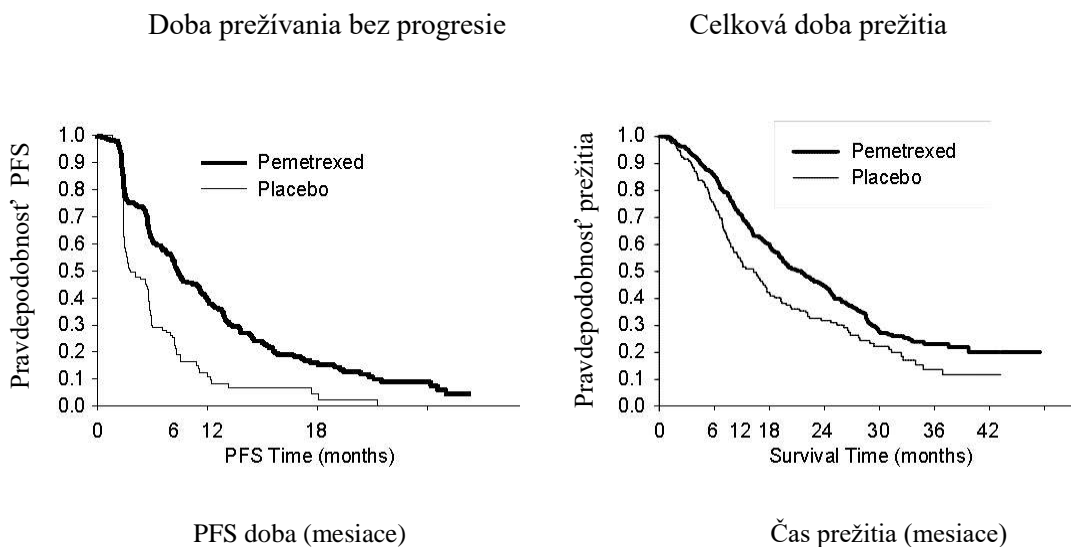 Doba prežívania bez progresie
Celková doba prežitia
Pravdepodobnosť PFS
1.0
0.9
0.8
0.7
0.6
0.5
0.4
0.3
0.2
0.1
0.0
Pemetrexed
Placebo
0 6 12 18
PFS Time (months)
PFS doba (mesiace)
Pravdepodobnosť prežitia
1.0
0.9
0.8
0.7
0.6
0.5
0.4
0.3
0.2
0.1
0.0
Pemetrexed
Placebo
0 6 12 18 24 30 36 42
Survival Time (months)
Čas prežitia (mesiace)